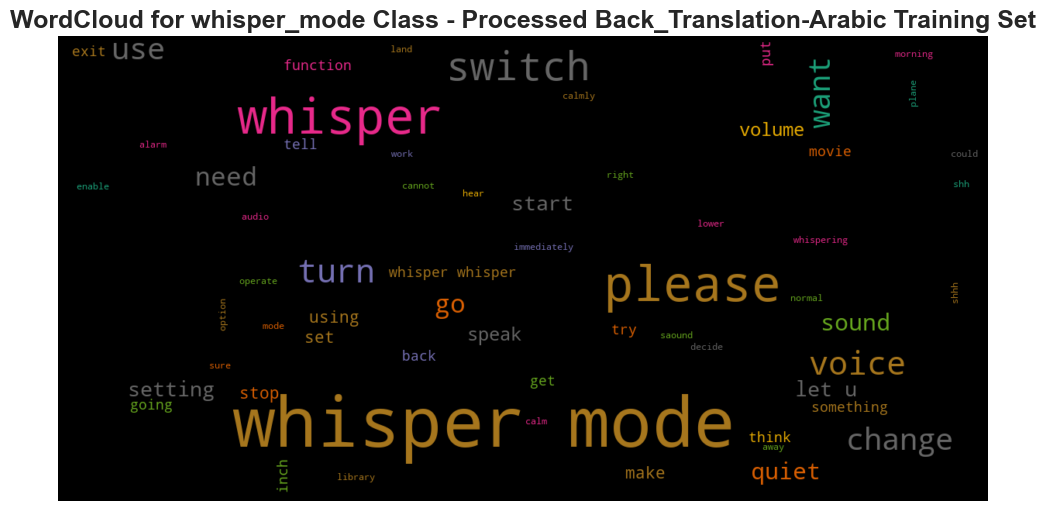 WordCloud for whisper_mode Class - Processed Back_Translation-Arabic Training Set
exit
use
land
function
switch
put
morning
want
plane
calmly
whisper
volume
alarm
tell
work
movie
could
need
cannot
right
enable
hear
shh
start
audio
lower
whispering
immediately
turn
whisper whisper
please
operate
go
normal
shhh
option
mode
using
set
speak
try
saound
sound
decide
back
voice
sure
setting
stop
get
let u
going
something
whisper mode
calm
think
away
change
inch
library
make
quiet